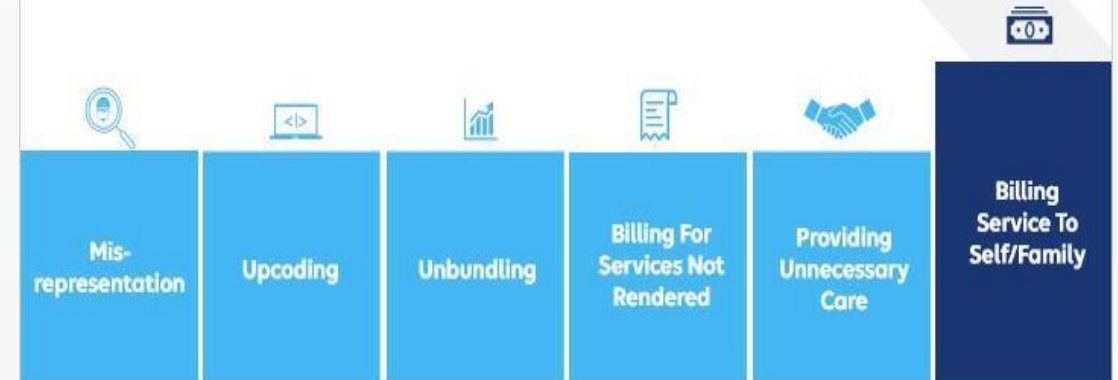 Mis-
representation
Upcoding
Unbundling
Billing For
Services Not
Rendered
Providing
Unnecessary
Care
Billing
Service To
Self/Family